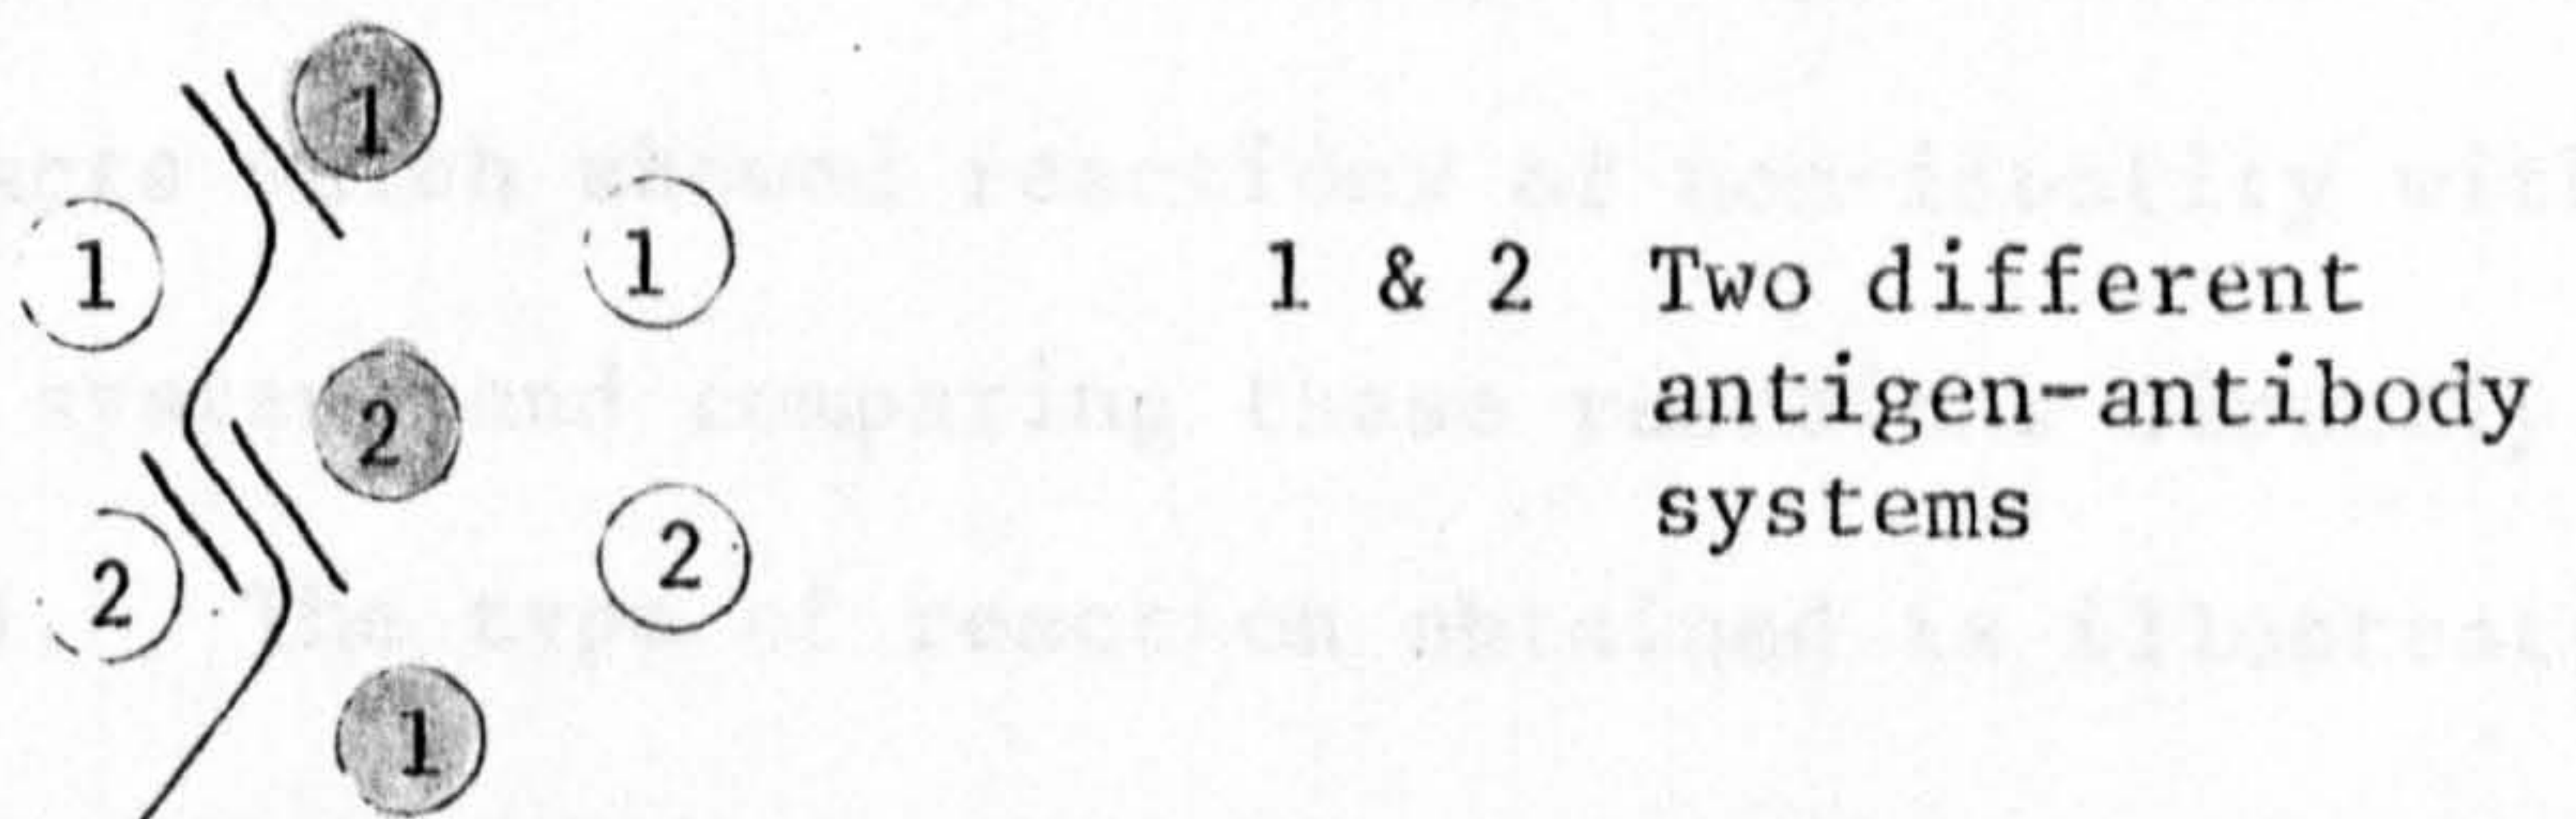 1
1 1
1 & 2 Two different
antigen-antibody
2
systems
2 2
1